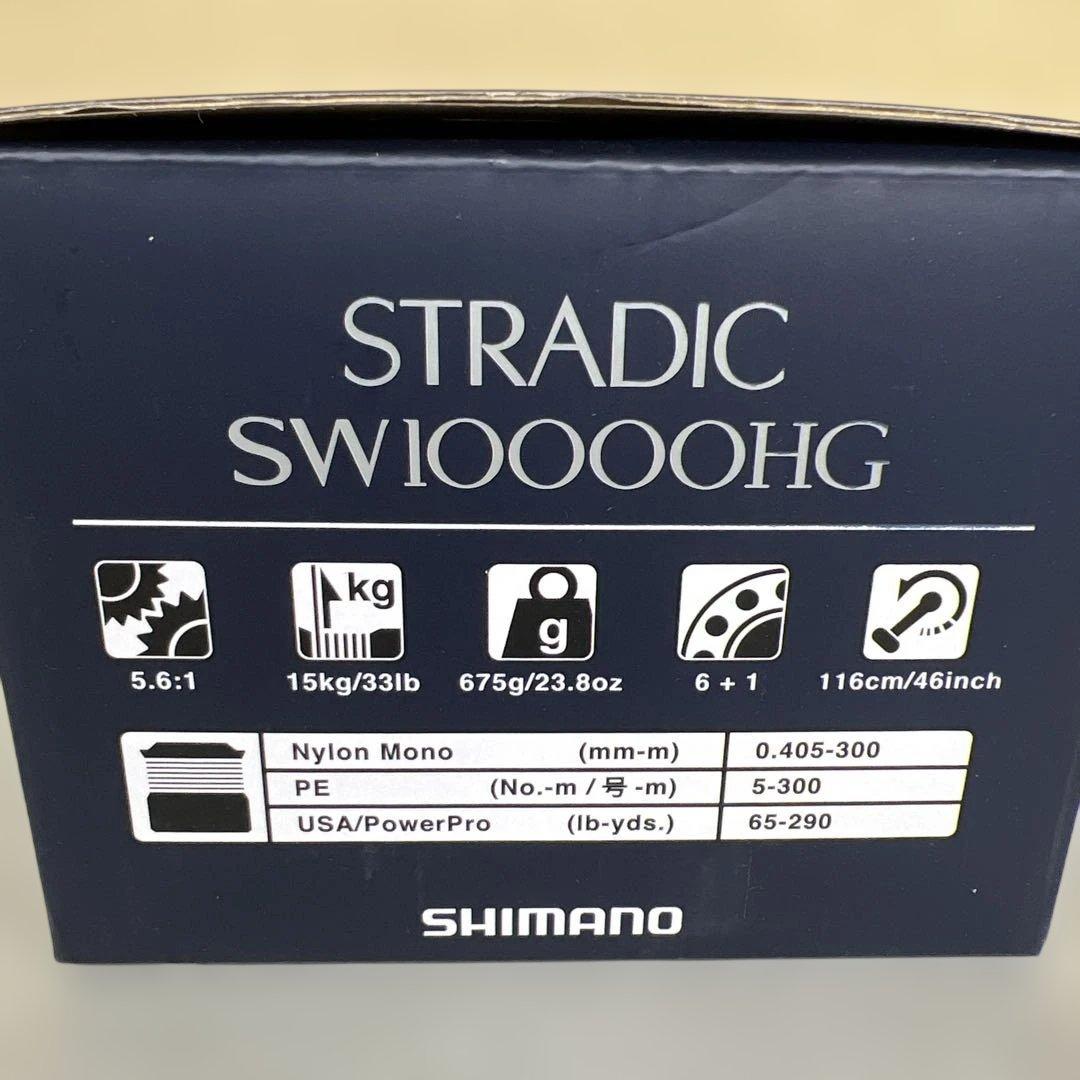 STRADIC
SW10000HG
kg
g
5.6:1 15kg/33lb 675g/23.8oz 6 + 1 116cm/46inch
Nylon Mono (mm-m) 0.405-300
PE (No.-m / 号 -m) 5-300
USA/PowerPro (lb-yds.) 65-290
SHIMANO